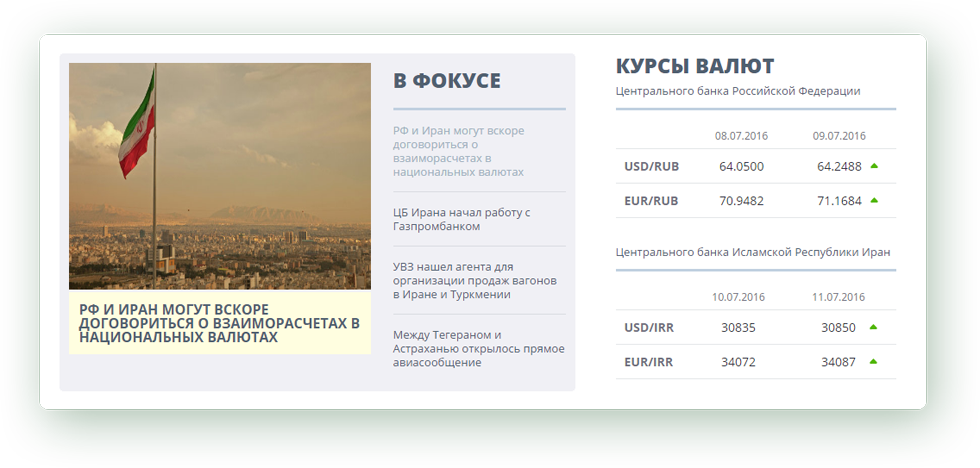 РФ И ИРАН МОГУТ ВСКОРЕ
ДОГОВОРИТЬСЯ О ВЗАИМОРАСЧЕТАХ В
НАЦИОНАЛЬНЫХ ВАЛЮТАХ
В ФОКУСЕ
РФ и Иран могут вскоре
договориться о
взаиморасчетах в
национальных валютах
ЦБ Ирана начал работу с
Газпромбанком
УВЗ нашел агента для
организации продаж вагонов
в Иране и Туркмении
Между Тегераном и
Астраханью открылось прямое
авиасообщение
КУРСЫ ВАЛЮТ
Центрального банка Российской Федерации
08.07.2016 09.07.2016
USD/RUB 64.0500 64.2488
EUR/RUB 70.9482 71.1684
Центрального банка Исламской Республики Иран
10.07.2016 11.07.2016
USD/IRR 30835 30850
EUR/IRR 34072 34087